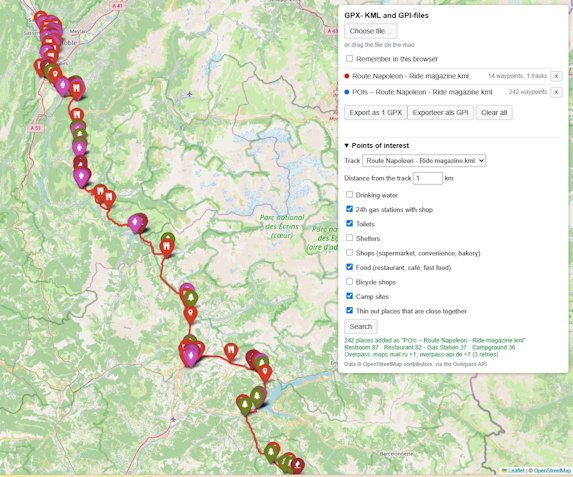 A 41
Meylan
A 51
Parc national
des Écrins
(cœur)
Barcelonnette
GPX- KML and GPI-files
Choose file...
or drag the file on the map
Remember in this browser
Route Napoleon - Ride magazine.kml 14 waypoints, 1 tracks x
POIs – Route Napoleon - Ride magazine.kml 242 waypoints x
Export as 1 GPX Exporteer als GPI Clear all
▼ Points of interest
Track Route Napoleon - Ride magazine.kml
Distance from the track 1 km
Drinking water
24h gas stations with shop
Toilets
Shelters
Shops (supermarket, convenience, bakery)
Food (restaurant, café, fast food)
Bicycle shops
Camp sites
Thin out places that are close together
Search
242 places added as "POIs – Route Napoleon - Ride magazine.kml"
Restroom 87 · Restaurant 82 · Gas Station 37 · Campground 36
Overpass: maps.mail.ru ×1, overpass-api.de ×7 (3 retries)
Data © OpenStreetMap contributors, via the Overpass API.
Leaflet | © OpenStreetMap